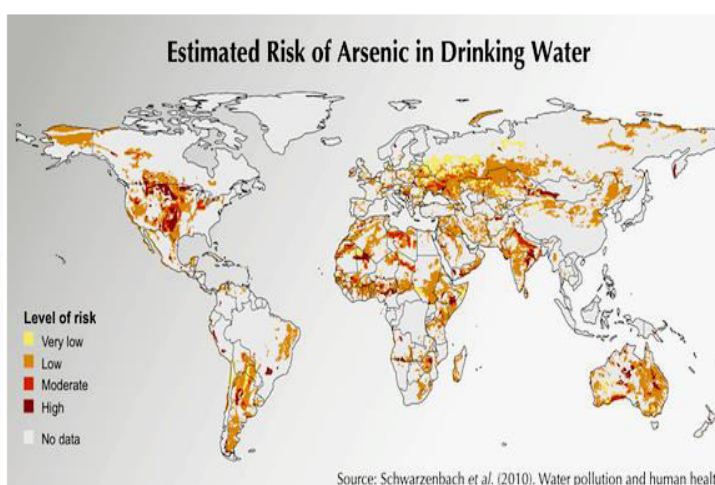 Estimated Risk of Arsenic in Drinking Water
Level of risk
Very low
Low
Moderate
High
No data
Source: Schwarzenbach et al. (2010). Water pollution and human healt